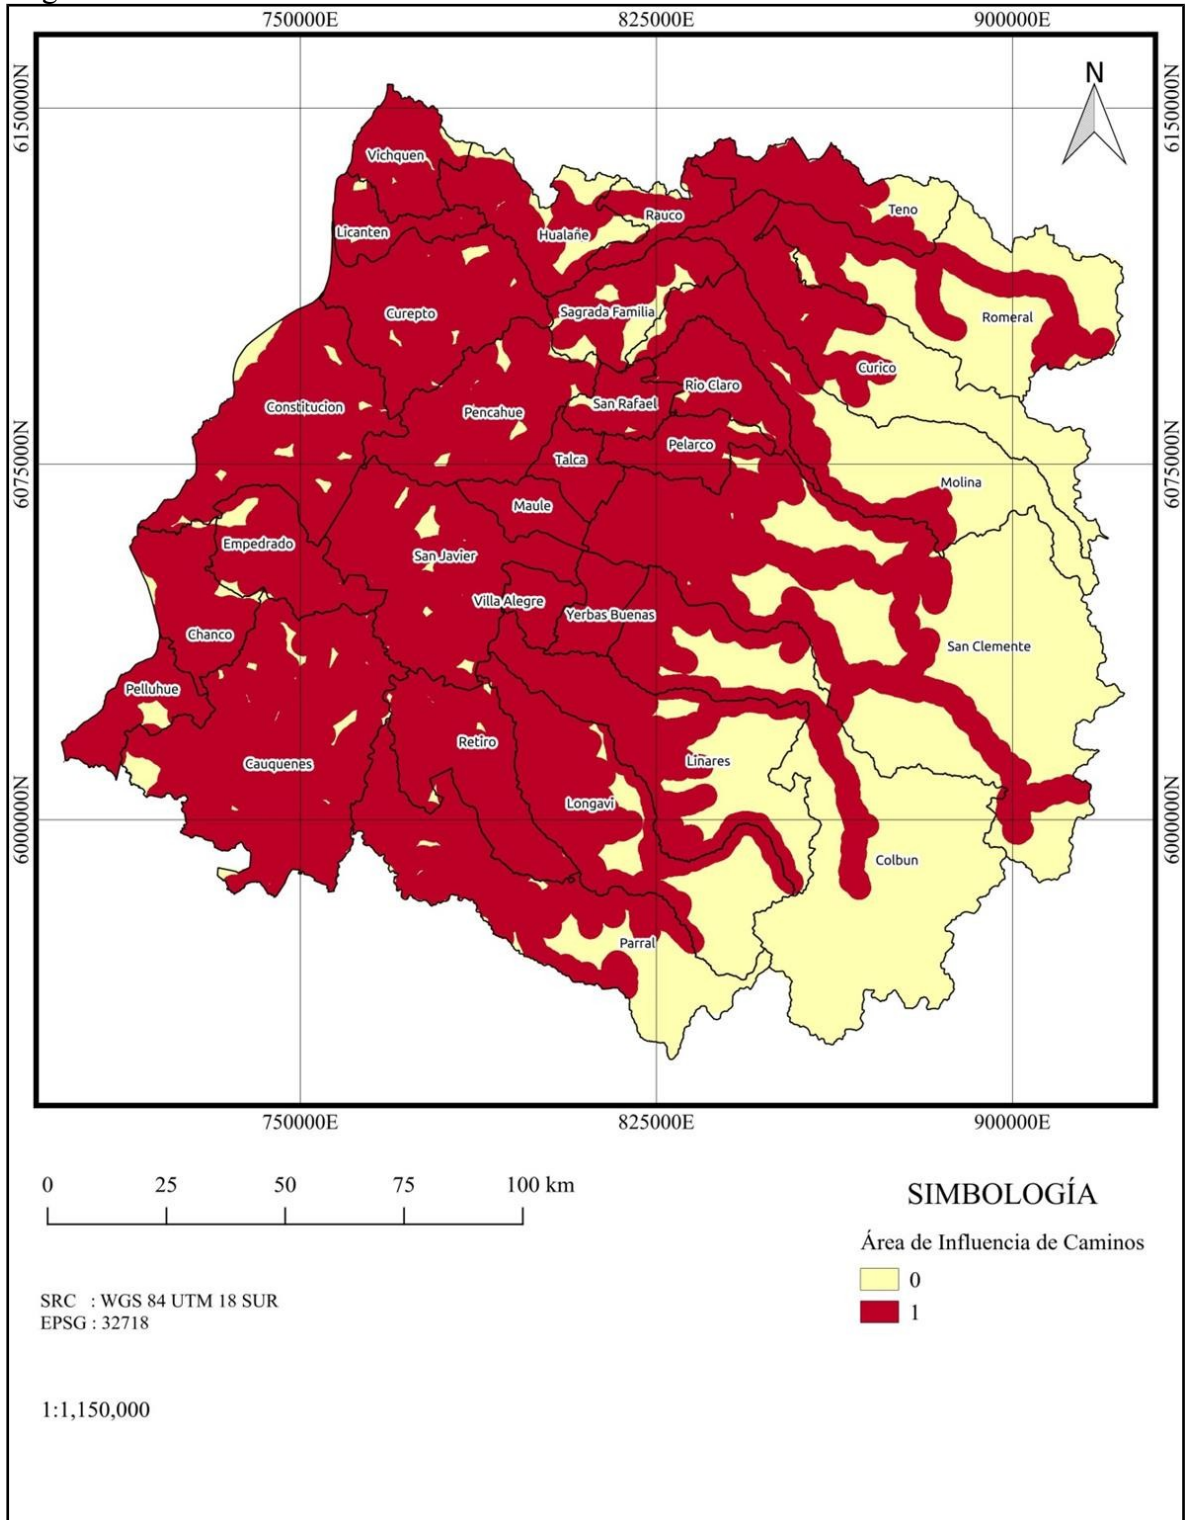 750000E 825000E 900000E
6150000N 6150000N
N
Vichquen
Teno
Rauco
Licanten
Hualañe
Curepto
Sagrada Familia
Romeral
Curico
Rio Claro
Constitucion
Pencahue
San Rafael
Pelarco
6075000N 6075000N
Talca
Molina
Maule
Empedrado
San Javier
Villa Alegre
Yerbas Buenas
Chanco
San Clemente
Pelluhue
Retiro
Cauquenes
Linares
Longavi
6000000N 6000000N
Colbun
Parral
750000E 825000E 900000E
0 25 50 75 100 km
SIMBOLOGÍA
Área de Influencia de Caminos
0
1
SRC : WGS 84 UTM 18 SUR
EPSG : 32718
1:1,150,000